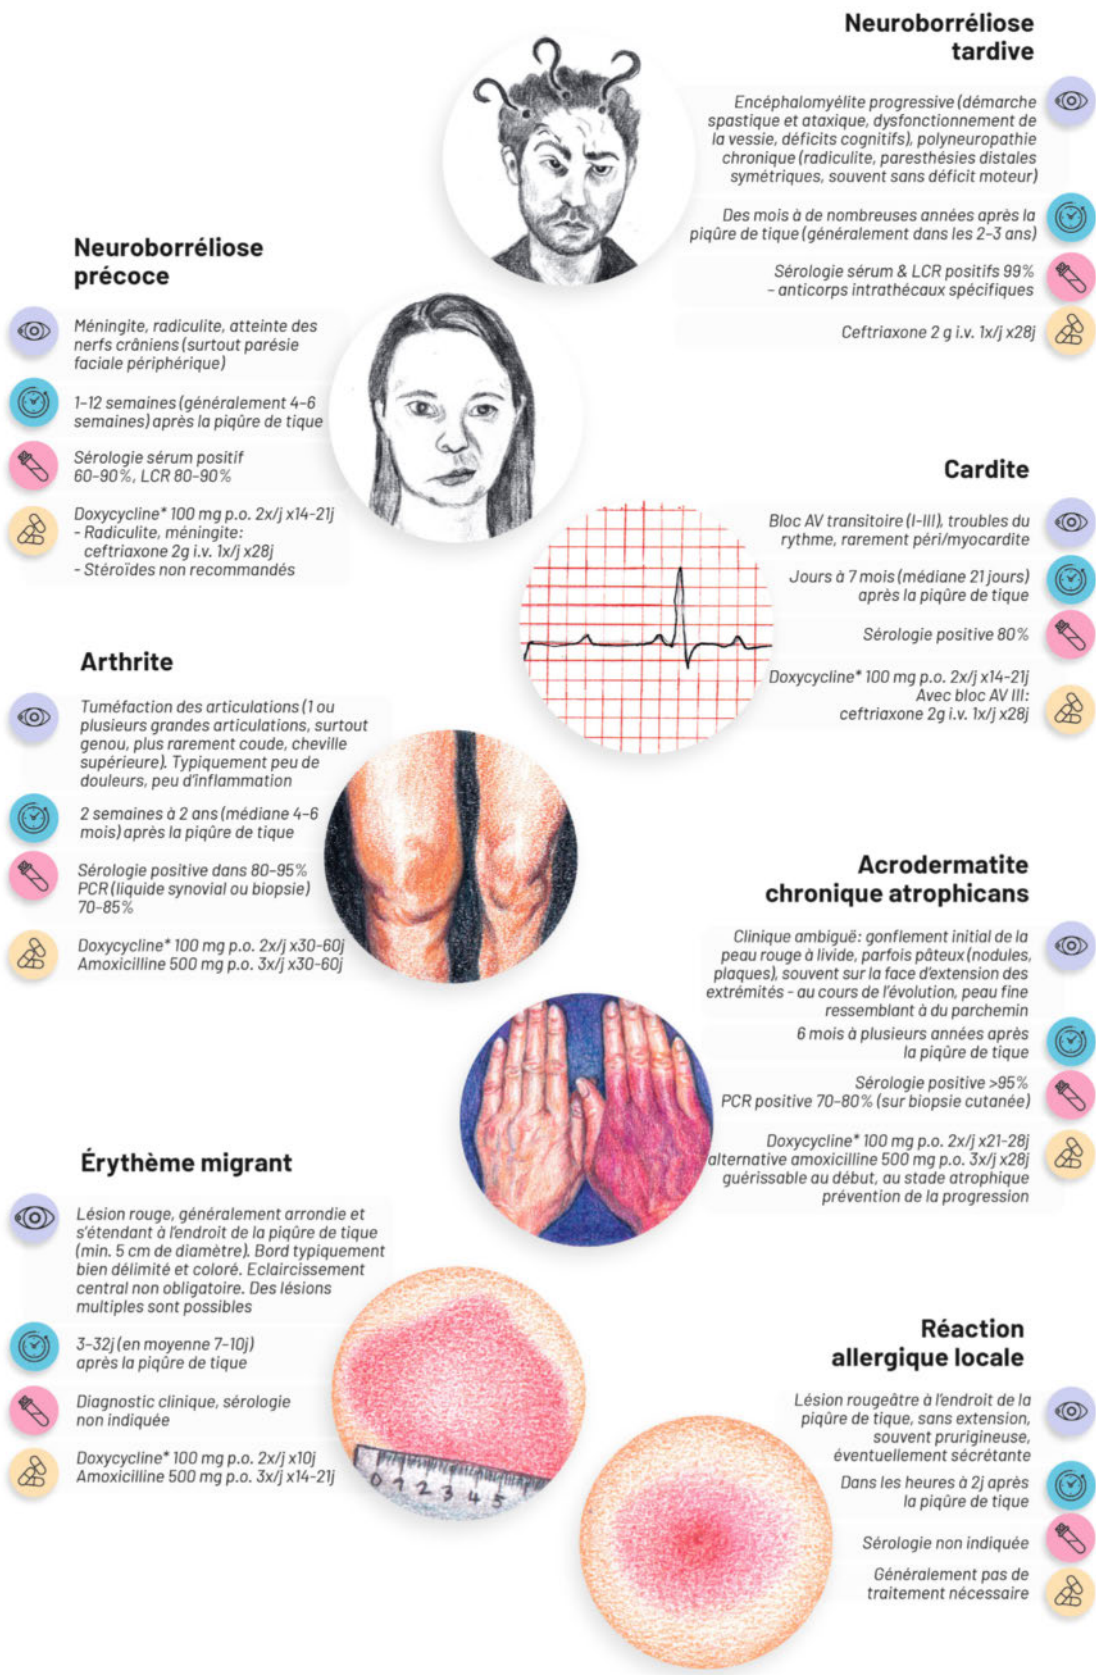 Neuroborréliose
tardive
Encéphalomyélite progressive (démarche
spastique et ataxique, dysfonctionnement de
la vessie, déficits cognitifs), polyneuropathie
chronique (radiculite, paresthésies distales
symétriques, souvent sans déficit moteur)
Des mois à de nombreuses années après la
piqûre de tique (généralement dans les 2–3 ans)
Sérologie sérum & LCR positifs 99%
– anticorps intrathécaux spécifiques
Ceftriaxone 2 g i.v. 1x/j x28j
Neuroborréliose
précoce
Méningite, radiculite, atteinte des
nerfs crâniens (surtout parésie
faciale périphérique)
1–12 semaines (généralement 4–6
semaines) après la piqûre de tique
Sérologie sérum positif
60–90%, LCR 80–90%
Doxycycline* 100 mg p.o. 2x/j x14-21j
- Radiculite, méningite:
ceftriaxone 2g i.v. 1x/j x28j
- Stéroïdes non recommandés
Cardite
Bloc AV transitoire (I-III), troubles du
rythme, rarement péri/myocardite
Jours à 7 mois (médiane 21 jours)
après la piqûre de tique
Sérologie positive 80%
Doxycycline* 100 mg p.o. 2x/j x14-21j
Avec bloc AV III:
ceftriaxone 2g i.v. 1x/j x28j
Arthrite
Tuméfaction des articulations (1 ou
plusieurs grandes articulations, surtout
genou, plus rarement coude, cheville
supérieure). Typiquement peu de
douleurs, peu d'inflammation
2 semaines à 2 ans (médiane 4–6
mois) après la piqûre de tique
Sérologie positive dans 80–95%
PCR (liquide synovial ou biopsie)
70–85%
Doxycycline* 100 mg p.o. 2x/j x30-60j
Amoxicilline 500 mg p.o. 3x/j x30-60j
Acrodermatite
chronique atrophicans
Clinique ambiguë: gonflement initial de la
peau rouge à livide, parfois pâteux (nodules,
plaques), souvent sur la face d'extension des
extrémités - au cours de l'évolution, peau fine
ressemblant à du parchemin
6 mois à plusieurs années après
la piqûre de tique
Sérologie positive >95%
PCR positive 70–80% (sur biopsie cutanée)
Doxycycline* 100 mg p.o. 2x/j x21-28j
alternative amoxicilline 500 mg p.o. 3x/j x28j
guérissable au début, au stade atrophique
prévention de la progression
Érythème migrant
Lésion rouge, généralement arrondie et
s'étendant à l'endroit de la piqûre de tique
(min. 5 cm de diamètre). Bord typiquement
bien délimité et coloré. Eclaircissement
central non obligatoire. Des lésions
multiples sont possibles
3–32j (en moyenne 7–10j)
après la piqûre de tique
Diagnostic clinique, sérologie
non indiquée
Doxycycline* 100 mg p.o. 2x/j x10j
Amoxicilline 500 mg p.o. 3x/j x14-21j
0 1 2 3 4 5
Réaction
allergique locale
Lésion rougeâtre à l'endroit de la
piqûre de tique, sans extension,
souvent prurigineuse,
éventuellement sécrétante
Dans les heures à 2j après
la piqûre de tique
Sérologie non indiquée
Généralement pas de
traitement nécessaire